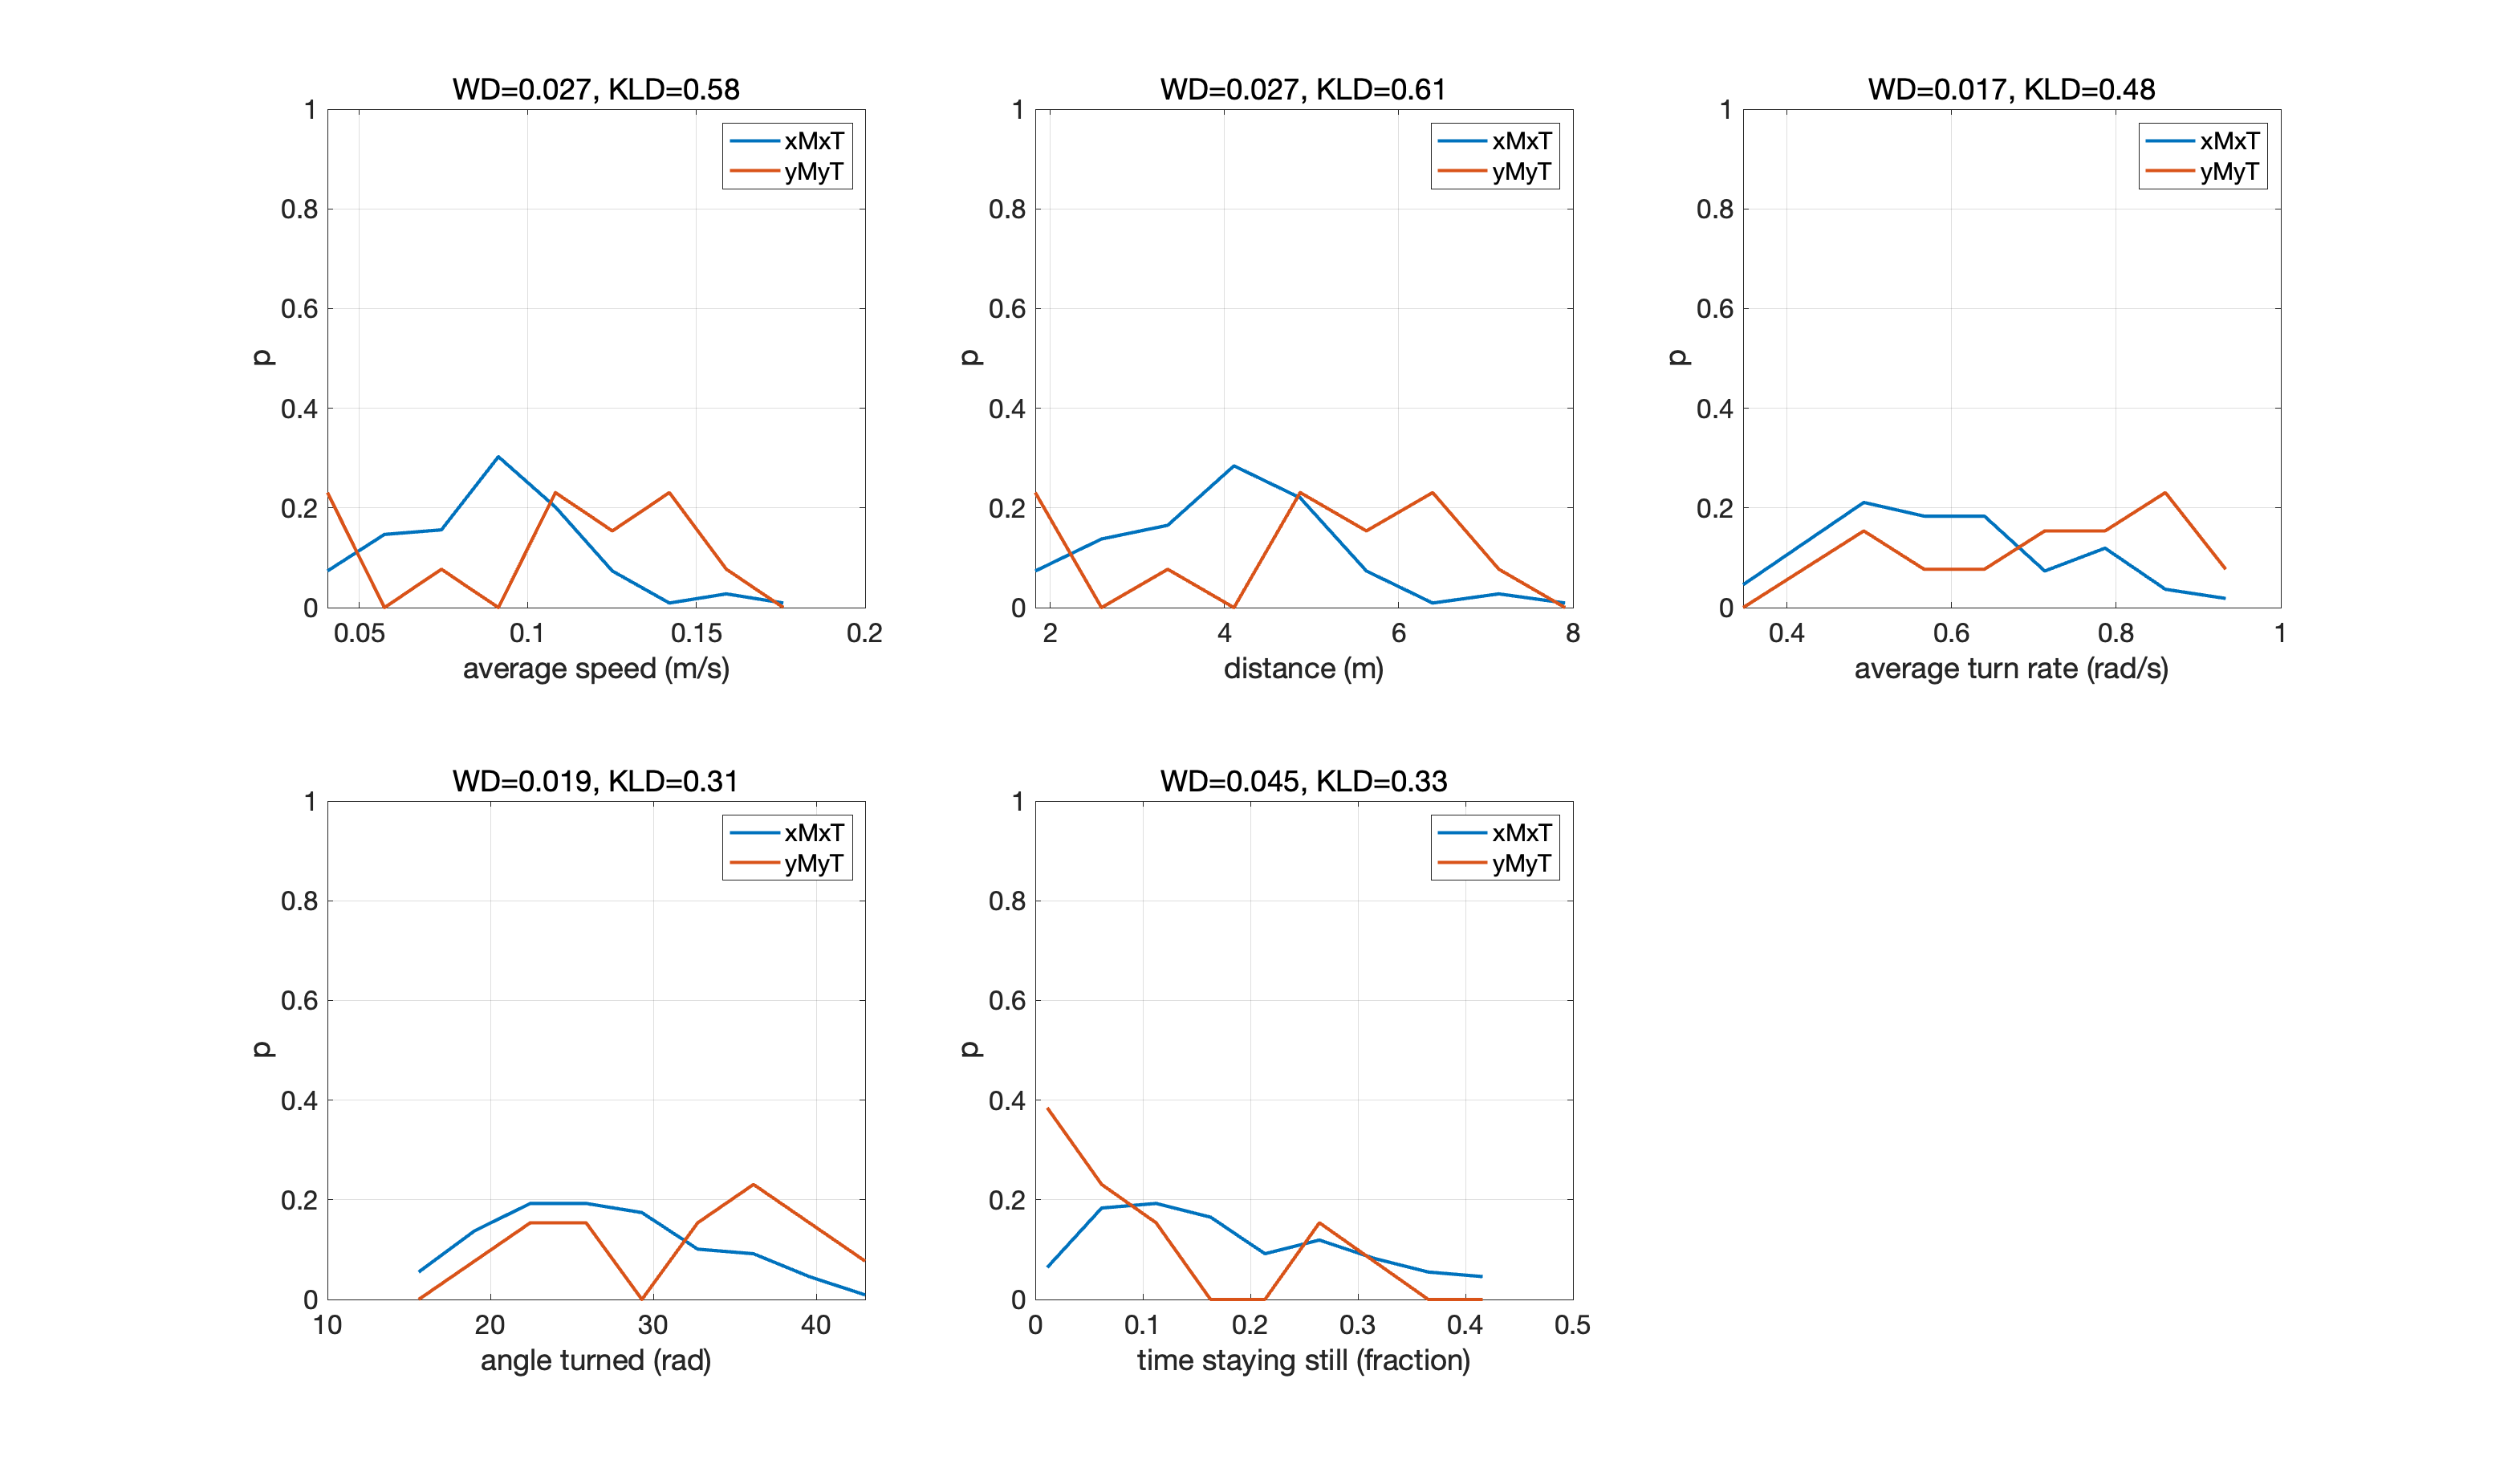 WD=0.027, KLD=0.58
1
0.8
0.6
0.4
0.2
0
p
xMxT
yMyT
0.05 0.1 0.15 0.2
average speed (m/s)
WD=0.027, KLD=0.61
1
0.8
0.6
0.4
0.2
0
p
xMxT
yMyT
2 4 6 8
distance (m)
WD=0.017, KLD=0.48
1
0.8
0.6
0.4
0.2
0
p
xMxT
yMyT
0.4 0.6 0.8 1
average turn rate (rad/s)
WD=0.019, KLD=0.31
1
0.8
0.6
0.4
0.2
0
p
xMxT
yMyT
10 20 30 40
angle turned (rad)
WD=0.045, KLD=0.33
1
0.8
0.6
0.4
0.2
0
p
xMxT
yMyT
0 0.1 0.2 0.3 0.4 0.5
time staying still (fraction)